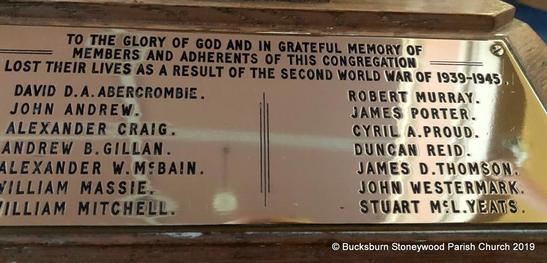 TO THE GLORY OF GOD AND IN GRATEFUL MEMORY OF
MEMBERS AND ADHERENTS OF THIS CONGREGATION
LOST THEIR LIVES AS A RESULT OF THE SECOND WORLD WAR OF 1939-1945.
DAVID D.A. ABERCROMBIE.
JOHN ANDREW.
ALEXANDER CRAIG.
ANDREW B. GILLAN.
ALEXANDER W. McBAIN.
WILLIAM MASSIE.
WILLIAM MITCHELL.
ROBERT MURRAY.
JAMES PORTER.
CYRIL A. PROUD.
DUNCAN REID.
JAMES D. THOMSON.
JOHN WESTERMARK.
STUART McL. YEATS.
© Bucksburn Stoneywood Parish Church 2019